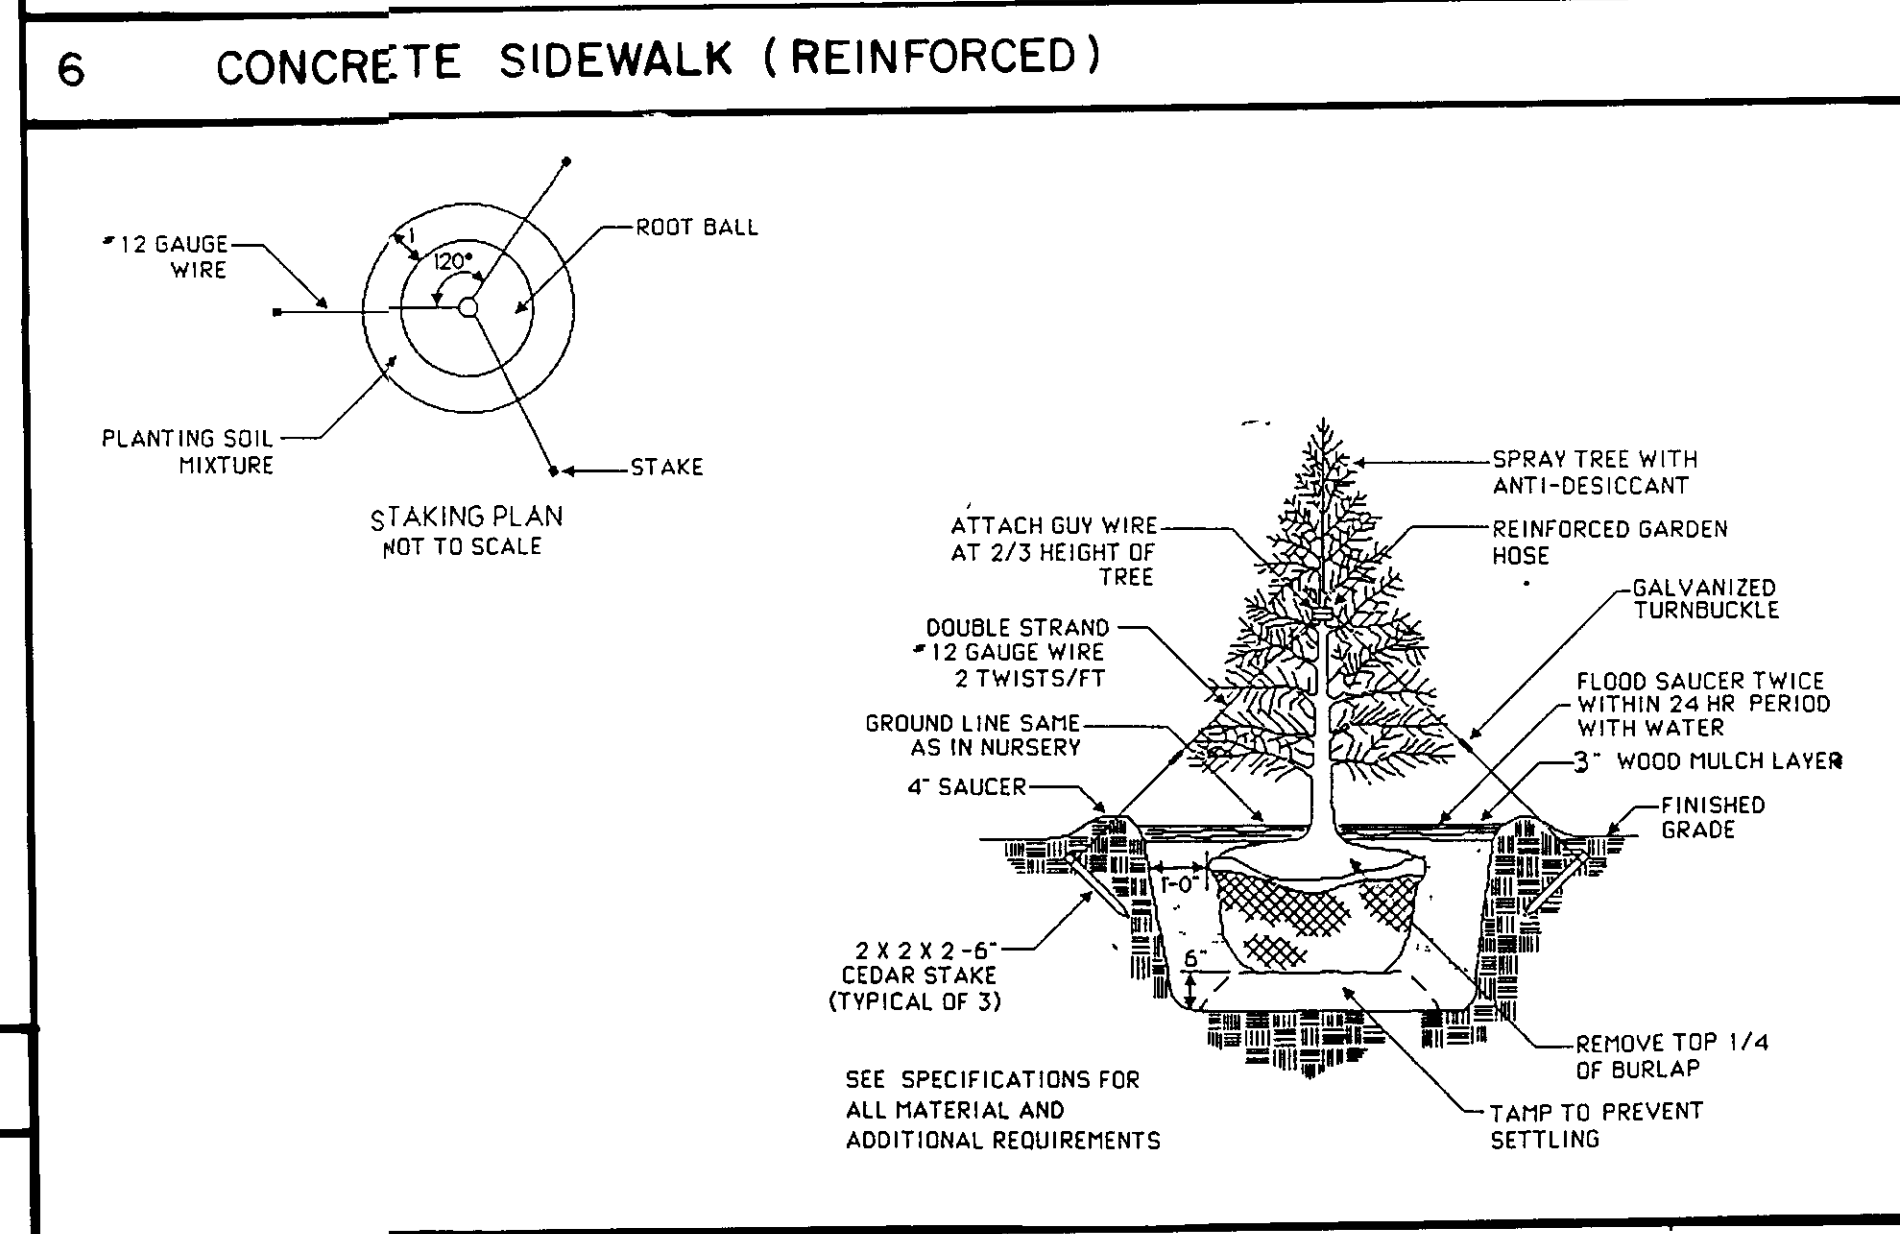 6 CONCRETE SIDEWALK (REINFORCED)
#12 GAUGE
WIRE
1
120°
ROOT BALL
PLANTING SOIL
MIXTURE
STAKE
STAKING PLAN
NOT TO SCALE
SPRAY TREE WITH
ANTI-DESICCANT
ATTACH GUY WIRE
AT 2/3 HEIGHT OF
TREE
REINFORCED GARDEN
HOSE
GALVANIZED
TURNBUCKLE
DOUBLE STRAND
#12 GAUGE WIRE
2 TWISTS/FT
FLOOD SAUCER TWICE
WITHIN 24 HR PERIOD
WITH WATER
GROUND LINE SAME
AS IN NURSERY
3" WOOD MULCH LAYER
4" SAUCER
FINISHED
GRADE
1'-0"
2 X 2 X 2 -6"
CEDAR STAKE
(TYPICAL OF 3)
6"
REMOVE TOP 1/4
OF BURLAP
SEE SPECIFICATIONS FOR
ALL MATERIAL AND
ADDITIONAL REQUIREMENTS
TAMP TO PREVENT
SETTLING